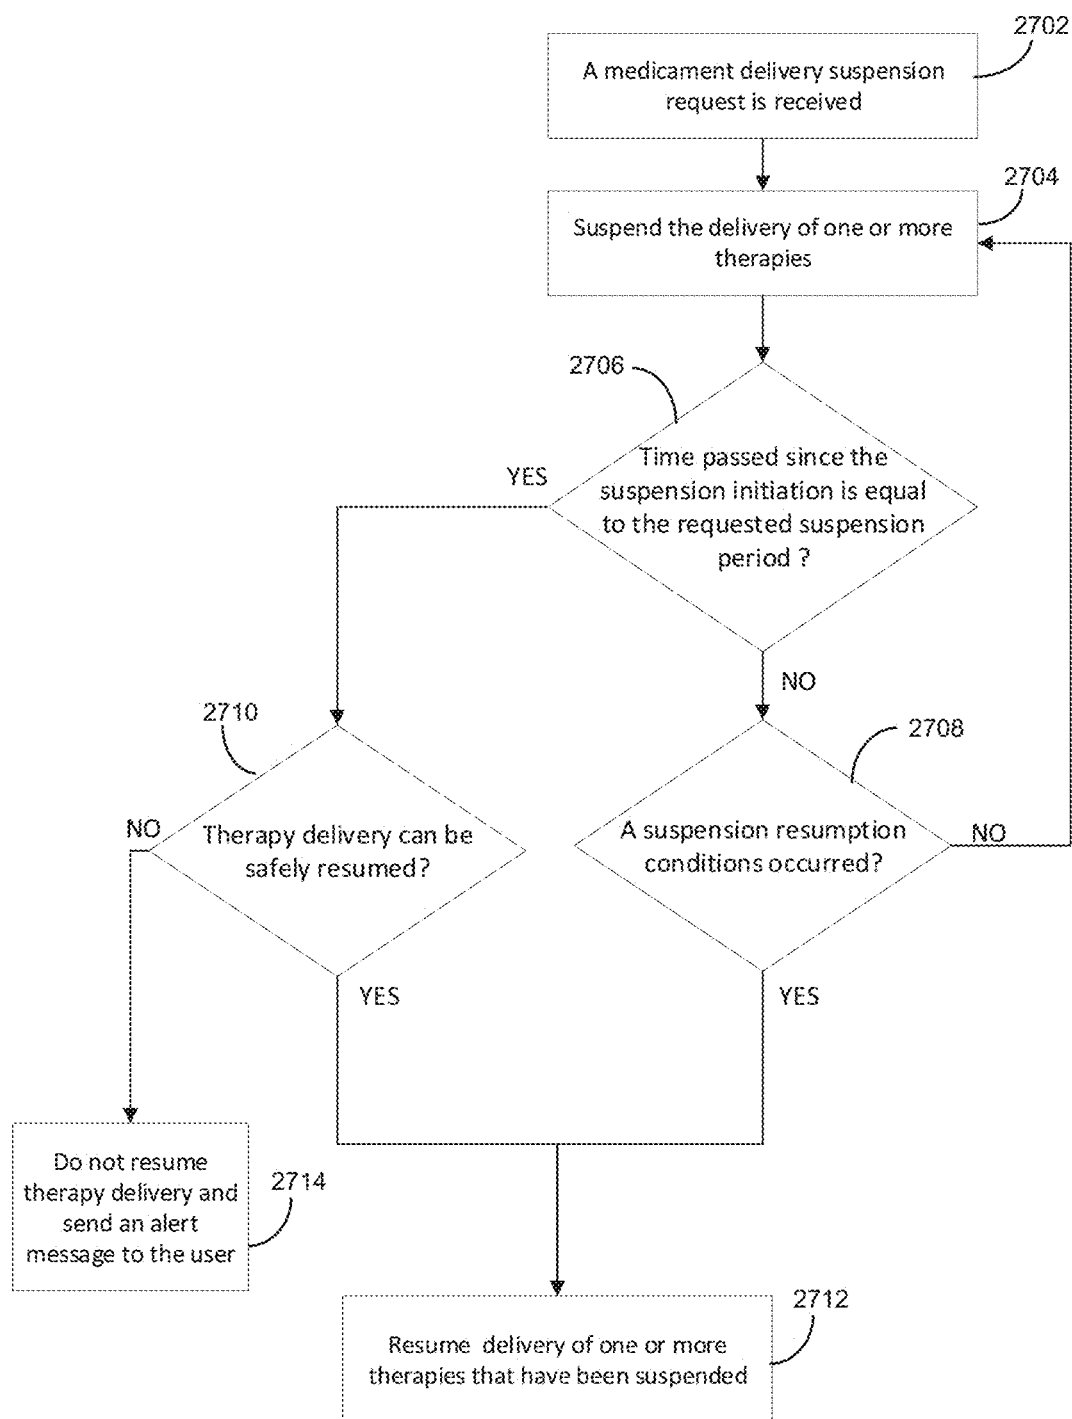 2702
A medicament delivery suspension
request is received
2704
Suspend the delivery of one or more
therapies
2706
Time passed since the
suspension initiation is equal
to the requested suspension
period ?
YES
NO
2710
2708
Therapy delivery can be
safely resumed?
NO
A suspension resumption
conditions occurred?
NO
YES
YES
Do not resume
therapy delivery and
send an alert
message to the user
2714
2712
Resume delivery of one or more
therapies that have been suspended